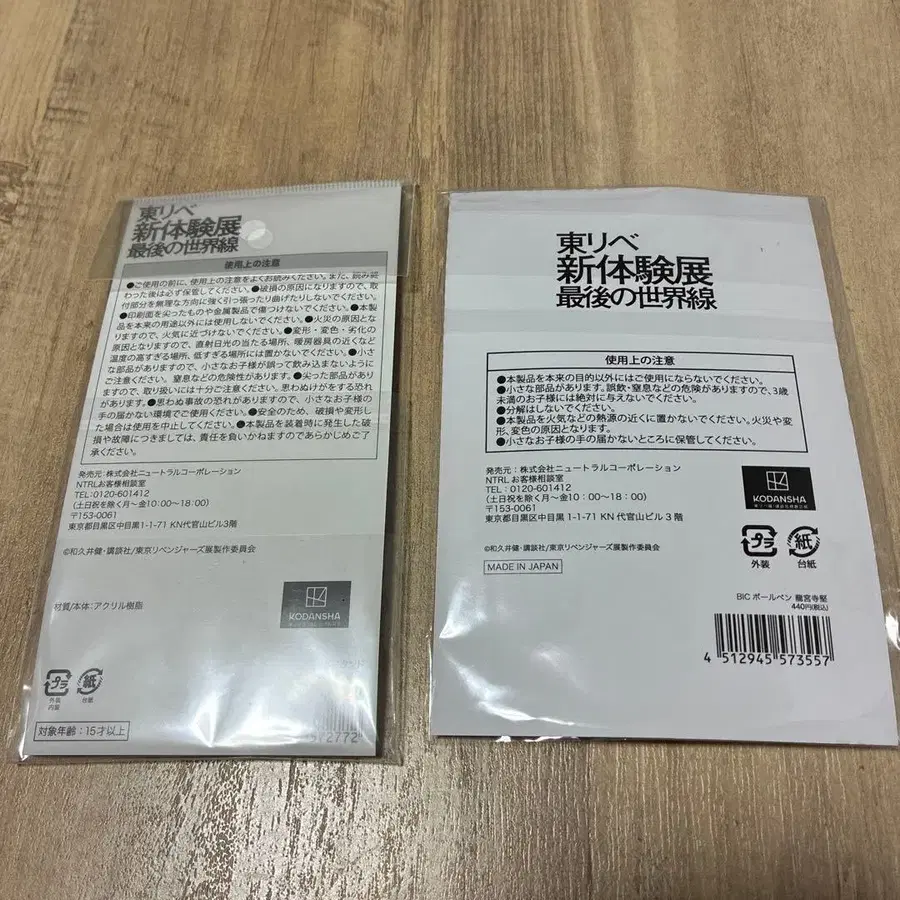 東リベ
新体験展
最後の世界線
使用上の注意
●ご使用の前に、使用上の注意をよくお読みください。また、読み終
わった後は必ず保管してください。●破損の原因になりますので、取
付部分を無理な方向に強く引っ張ったり曲げたりしないでください。
●印刷面を尖ったものや金属製品で傷つけないでください。●本製
品を本来の用途以外には使用しないでください。●火災の原因とな
りますので、火気に近づけないでください。●変形・変色・劣化の
原因となりますので、直射日光の当たる場所、暖房器具の近くなど
温度の高すぎる場所、低すぎる場所には置かないでください。●小さ
な部品がありますので、小さなお子様が誤って飲み込まないように
ご注意ください。窒息などの危険性があります。●尖った部品があり
ますので、取り扱いには十分ご注意ください。思わぬけがをする恐れ
があります。●思わぬ事故の恐れがありますので、小さなお子様の
手の届かない環境でご使用ください。●安全のため、破損や変形し
た場合は使用を中止してください。●本製品を装着時に発生した破
損や故障につきましては、責任を負いかねますのであらかじめご了
承ください。
発売元：株式会社ニュートラルコーポレーション
NTRLお客様相談室
TEL：0120-601412
(土日祝を除く月～金10：00～18：00)
〒153-0061
東京都目黒区中目黒1-1-71 KN代官山ビル3階
©和久井健・講談社/東京リベンジャーズ展製作委員会
材質/本体：アクリル樹脂
KODANSHA
プラ
外装
内装
紙
台紙
対象年齢：15才以上
東リベ
新体験展
最後の世界線
使用上の注意
●本製品を本来の目的以外にはご使用にならないでください。
●小さな部品があります。誤飲・窒息などの危険がありますので、3歳
未満のお子様には絶対に与えないでください。
●分解はしないでください。
●本製品を火気などの熱源の近くに置かないでください。火災や変
形、変色の原因となります。
●小さなお子様の手の届かないところに保管してください。
発売元：株式会社ニュートラルコーポレーション
NTRLお客様相談室
TEL：0120-601412
(土日祝を除く月～金10：00～18：00)
〒153-0061
東京都目黒区中目黒 1-1-71 KN 代官山ビル 3 階
KODANSHA
©和久井健・講談社/東京リベンジャーズ展製作委員会
MADE IN JAPAN
プラ
外装
紙
台紙
BIC ボールペン 龍宮寺堅
440円(税込)
4 512945 573557